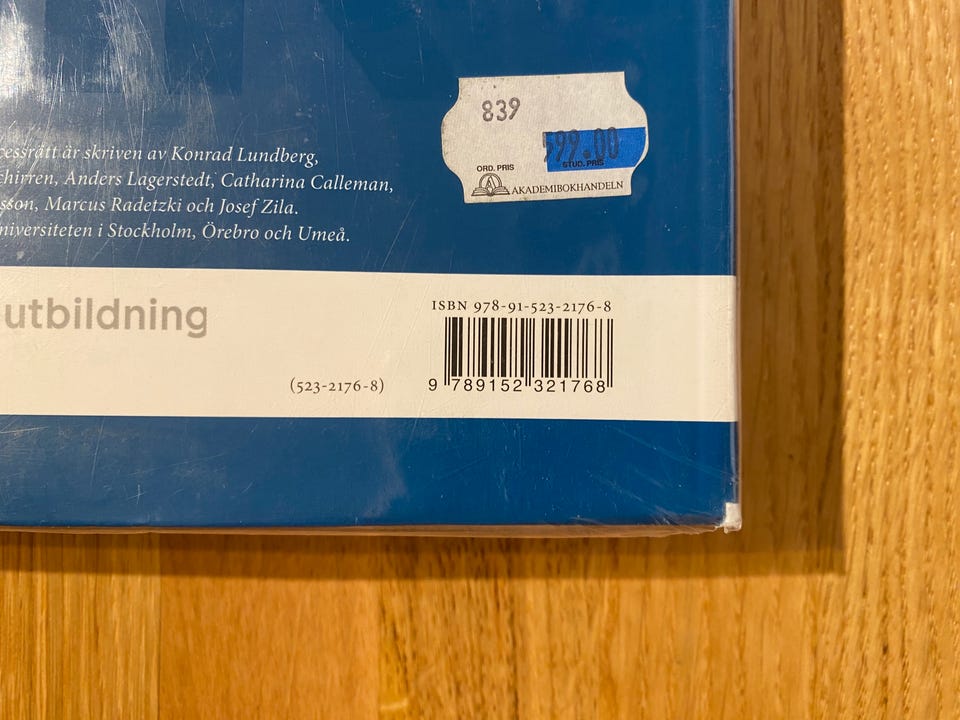 839
599.00
ORD. PRIS
STUD. PRIS
AKADEMIBOKHANDELN
cessrätt är skriven av Konrad Lundberg,
chirren, Anders Lagerstedt, Catharina Calleman,
sson, Marcus Radetzki och Josef Zila.
niversiteten i Stockholm, Örebro och Umeå.
utbildning
ISBN 978-91-523-2176-8
(523-2176-8)
9 789152 321768